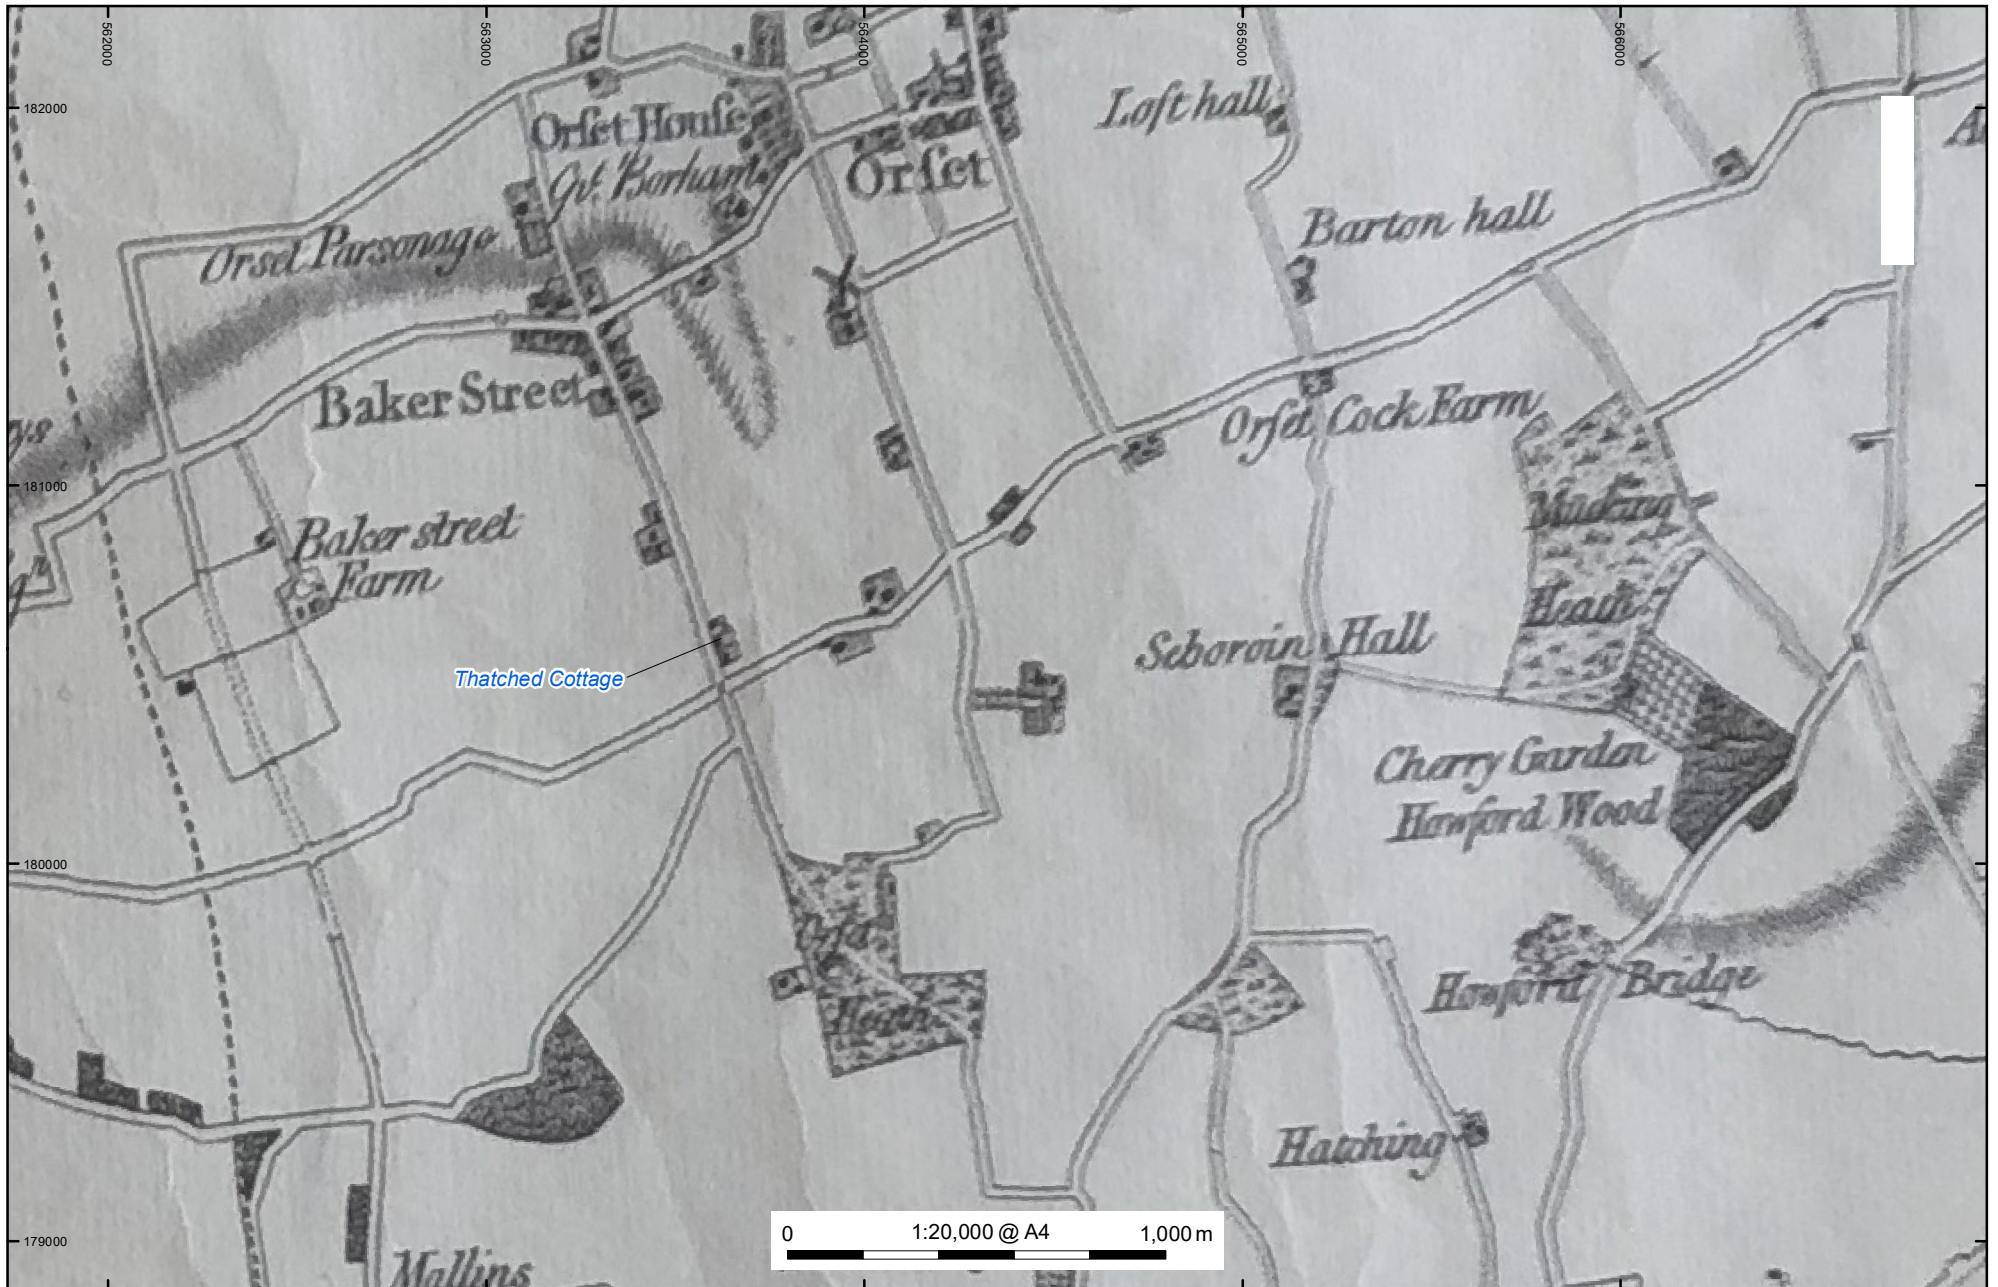 562000
563000
564000
565000
566000
182000
181000
180000
179000
Orſet Houſe
Gt. Borham
Orſet
Loft hall
Barton hall
Orset Parsonage
Baker Street
Orſet Cock Farm
Mucking
Heath
Baker street
Farm
Thatched Cottage
Seboroin Hall
Cherry Garden
Howford Wood
Orſet
Heath
Howford Bridge
Hatching
Mallins
0
1:20,000 @ A4
1,000 m